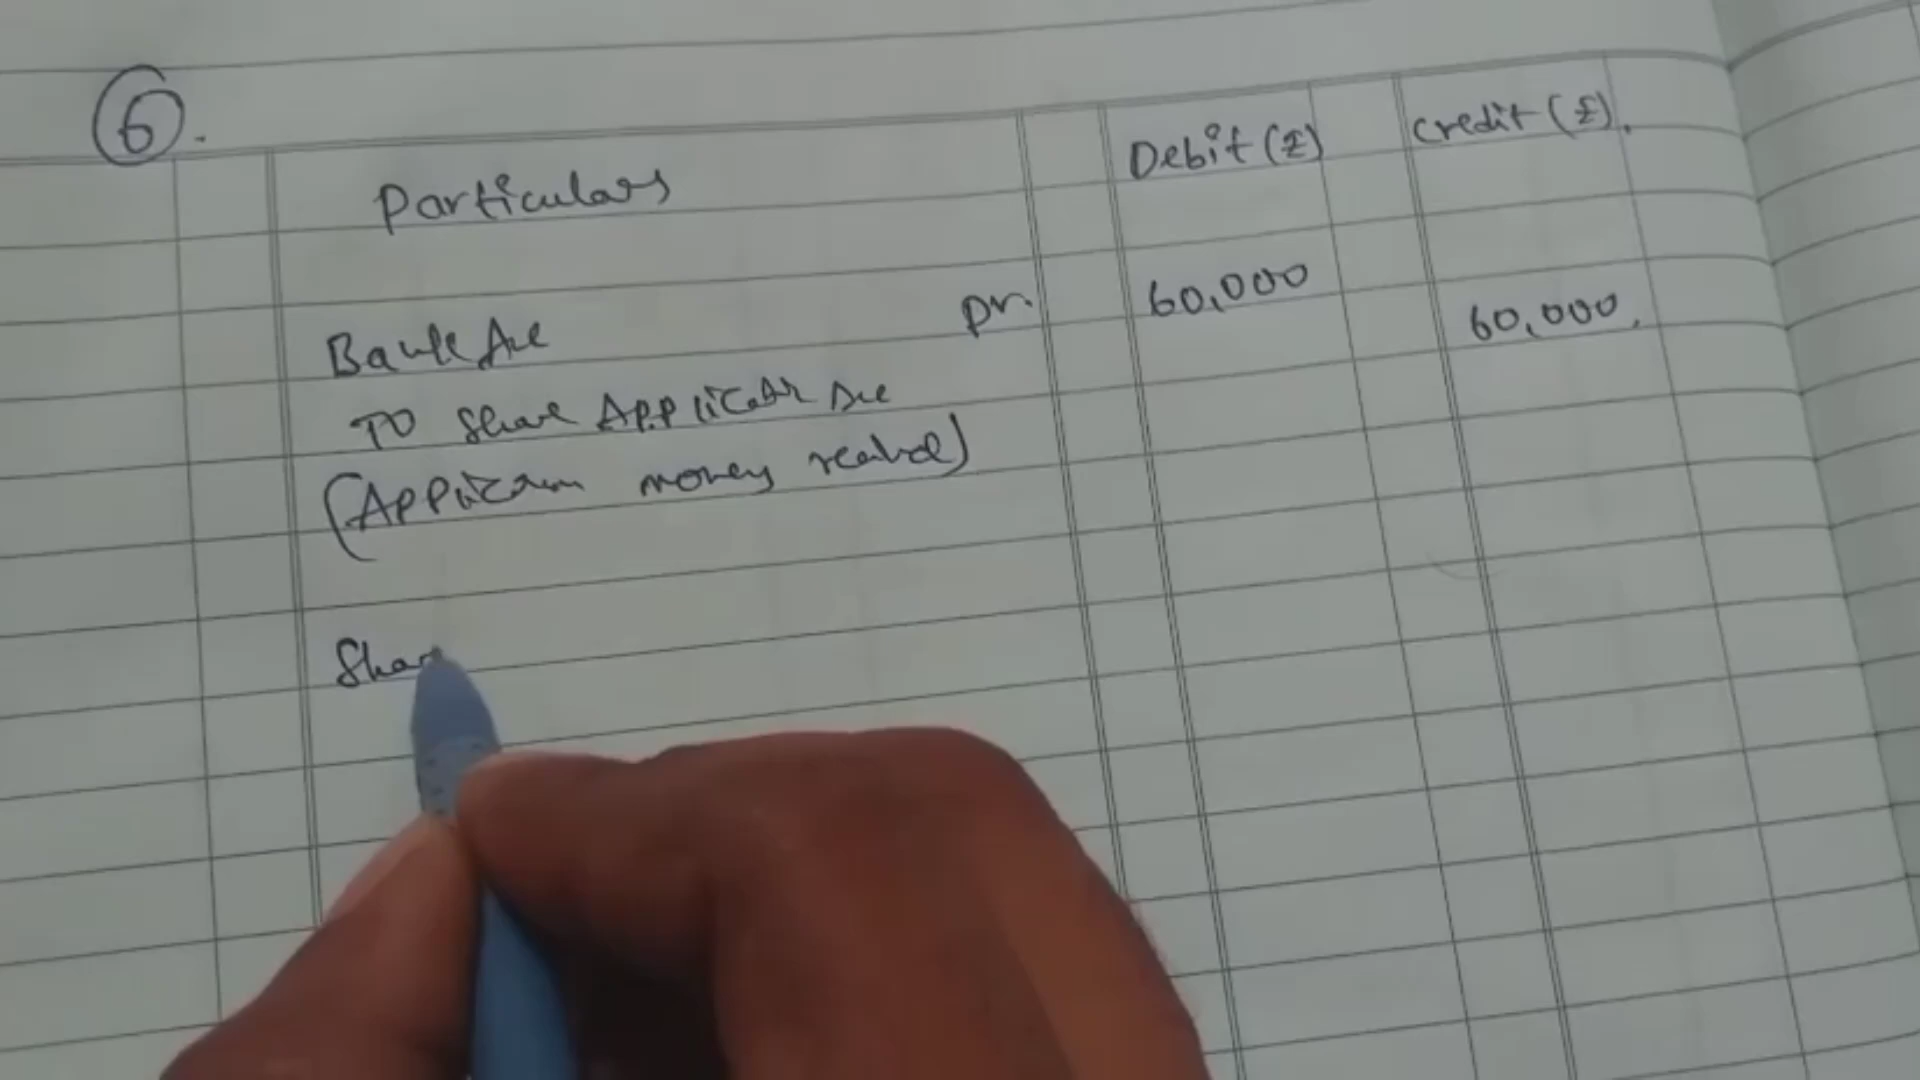 6.
Particulars Debit (₹) Credit (₹).
Bank A/c Dr. 60,000
60,000.
TO Share Application A/c
(Application money received)
Shar